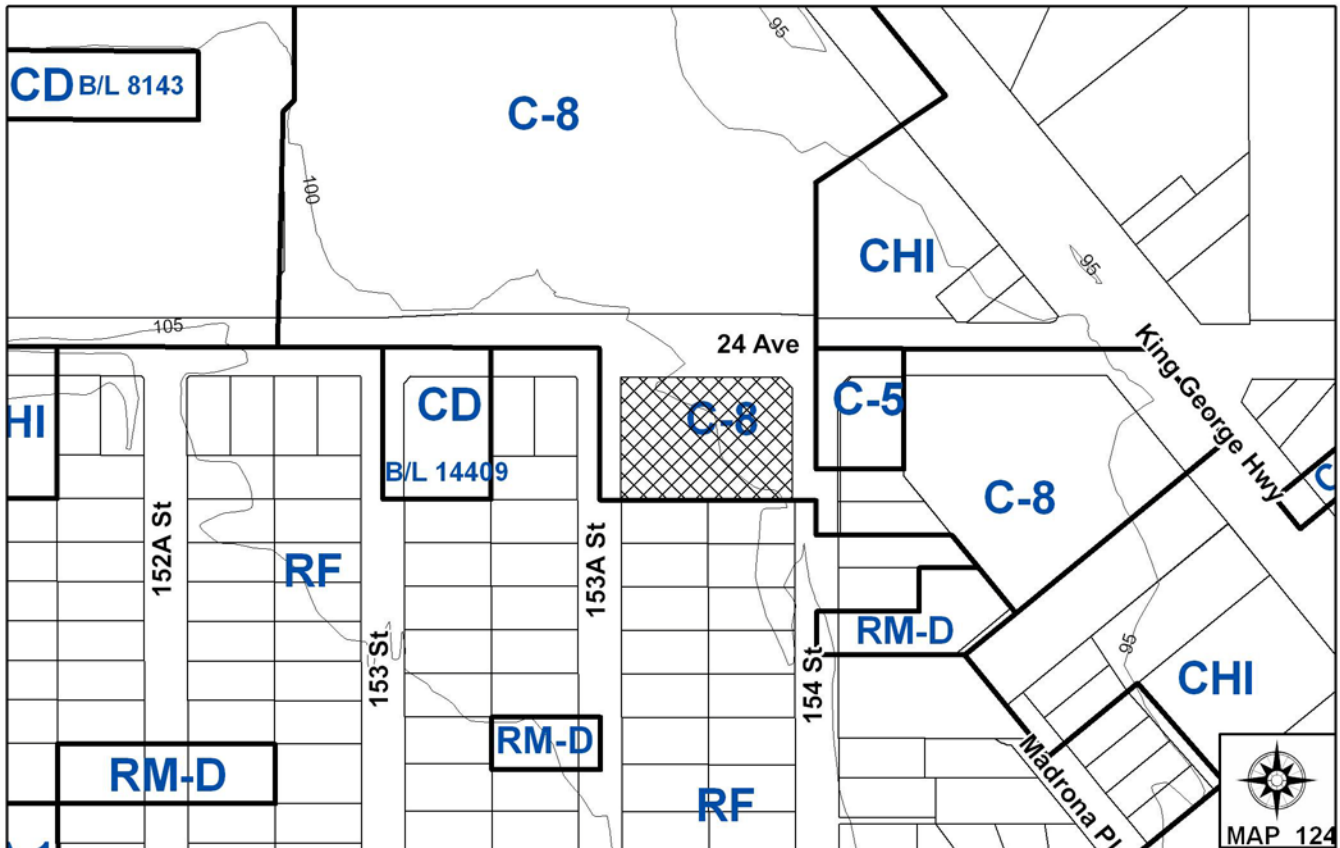 95
CD B/L 8143
C-8
100
CHI
95
105
24 Ave
King George Hwy
HI
CD
C-8
C-5
B/L 14409
C-8
C
152A St
153A St
RF
RM-D
153 St
154 St
95
CHI
RM-D
RM-D
Madrona Pl
RF
MAP 124